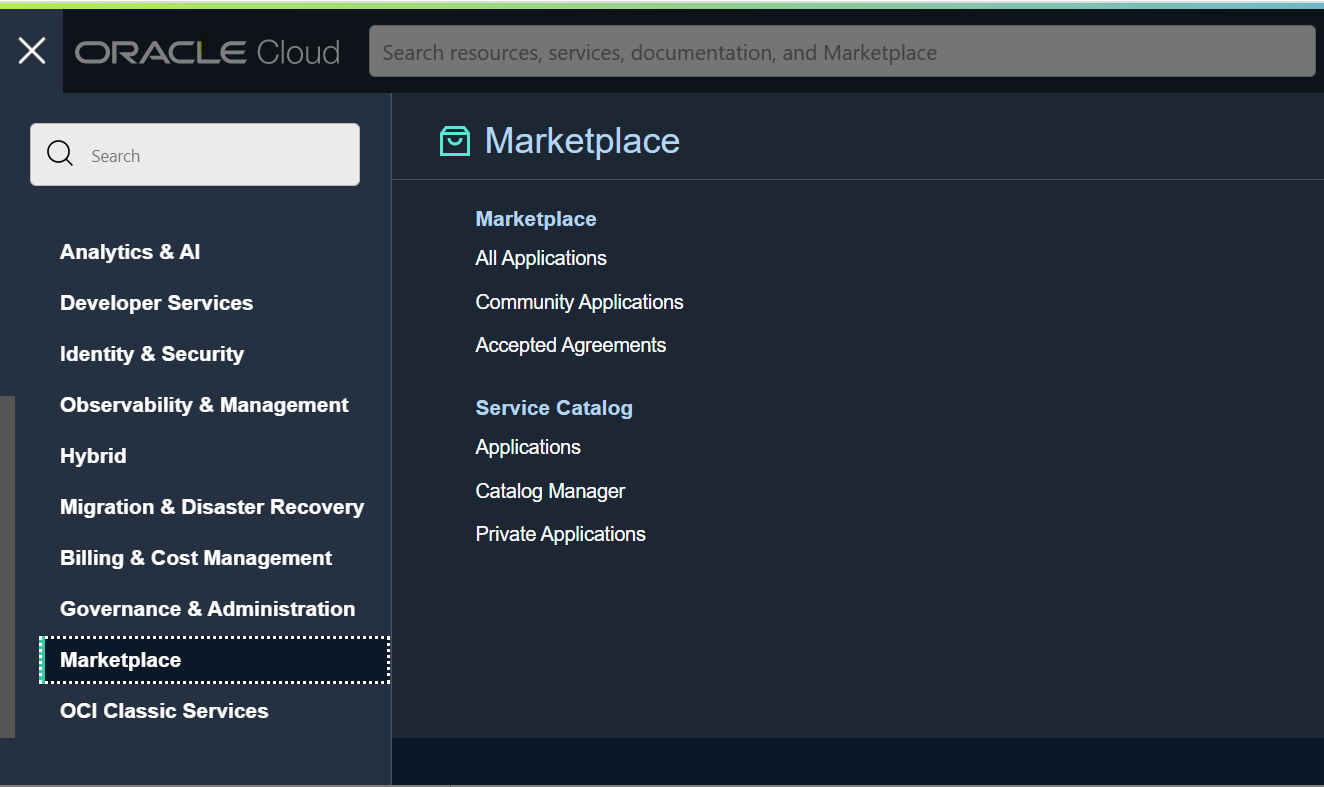 ORACLE Cloud
Search resources, services, documentation, and Marketplace
Search
Analytics & AI
Developer Services
Identity & Security
Observability & Management
Hybrid
Migration & Disaster Recovery
Billing & Cost Management
Governance & Administration
Marketplace
OCI Classic Services
Marketplace
Marketplace
All Applications
Community Applications
Accepted Agreements
Service Catalog
Applications
Catalog Manager
Private Applications